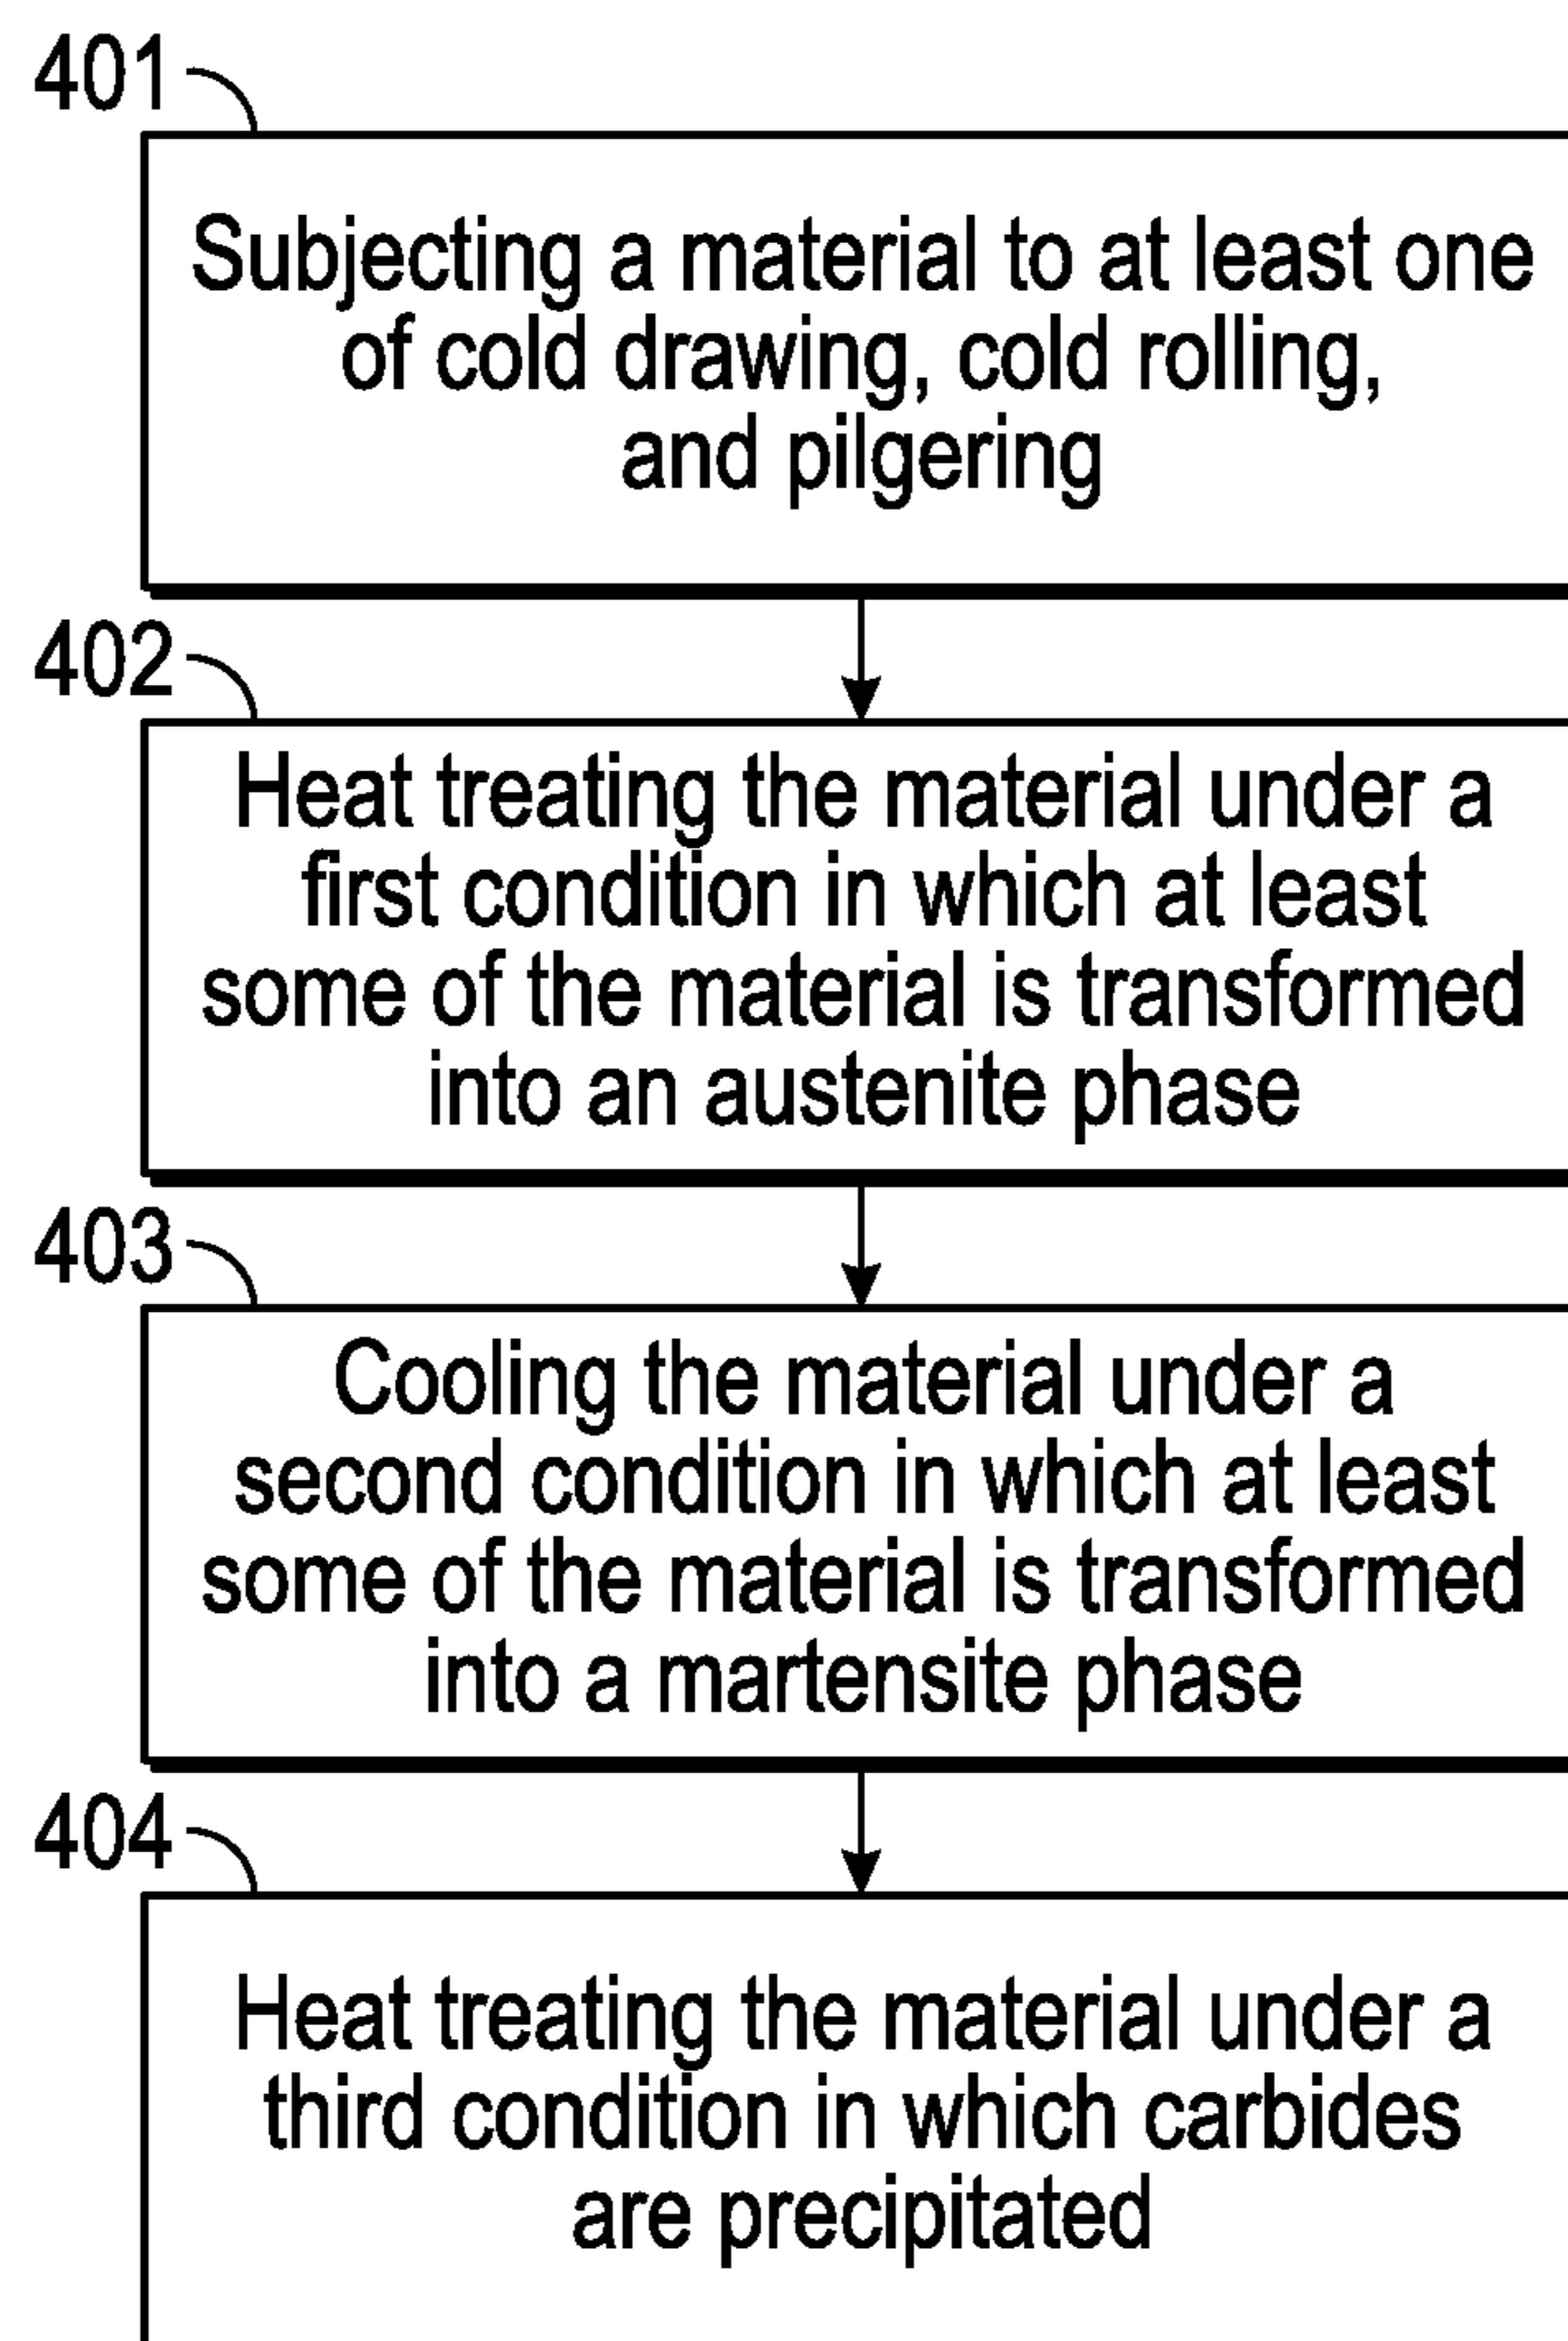 401
Subjecting a material to at least one
of cold drawing, cold rolling,
and pilgering
402
Heat treating the material under a
first condition in which at least
some of the material is transformed
into an austenite phase
403
Cooling the material under a
second condition in which at least
some of the material is transformed
into a martensite phase
404
Heat treating the material under a
third condition in which carbides
are precipitated